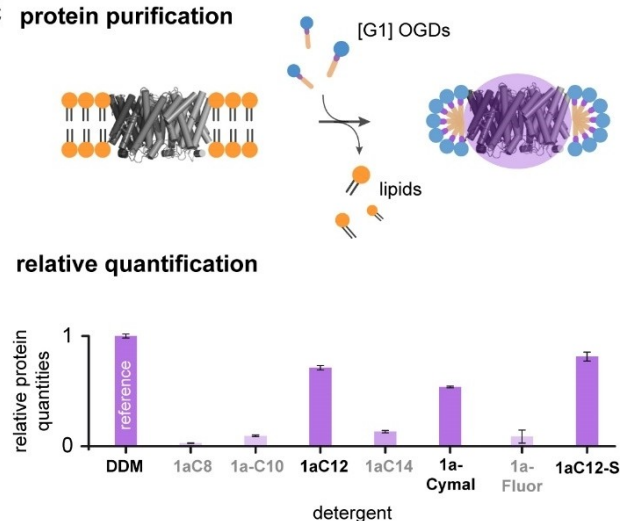 protein purification
[G1] OGDs
lipids
relative quantification
relative protein
quantities
1
0
reference
DDM
1aC8
1a-C10
1aC12
1aC14
1a-
Cymal
1a-
Fluor
1aC12-S
detergent